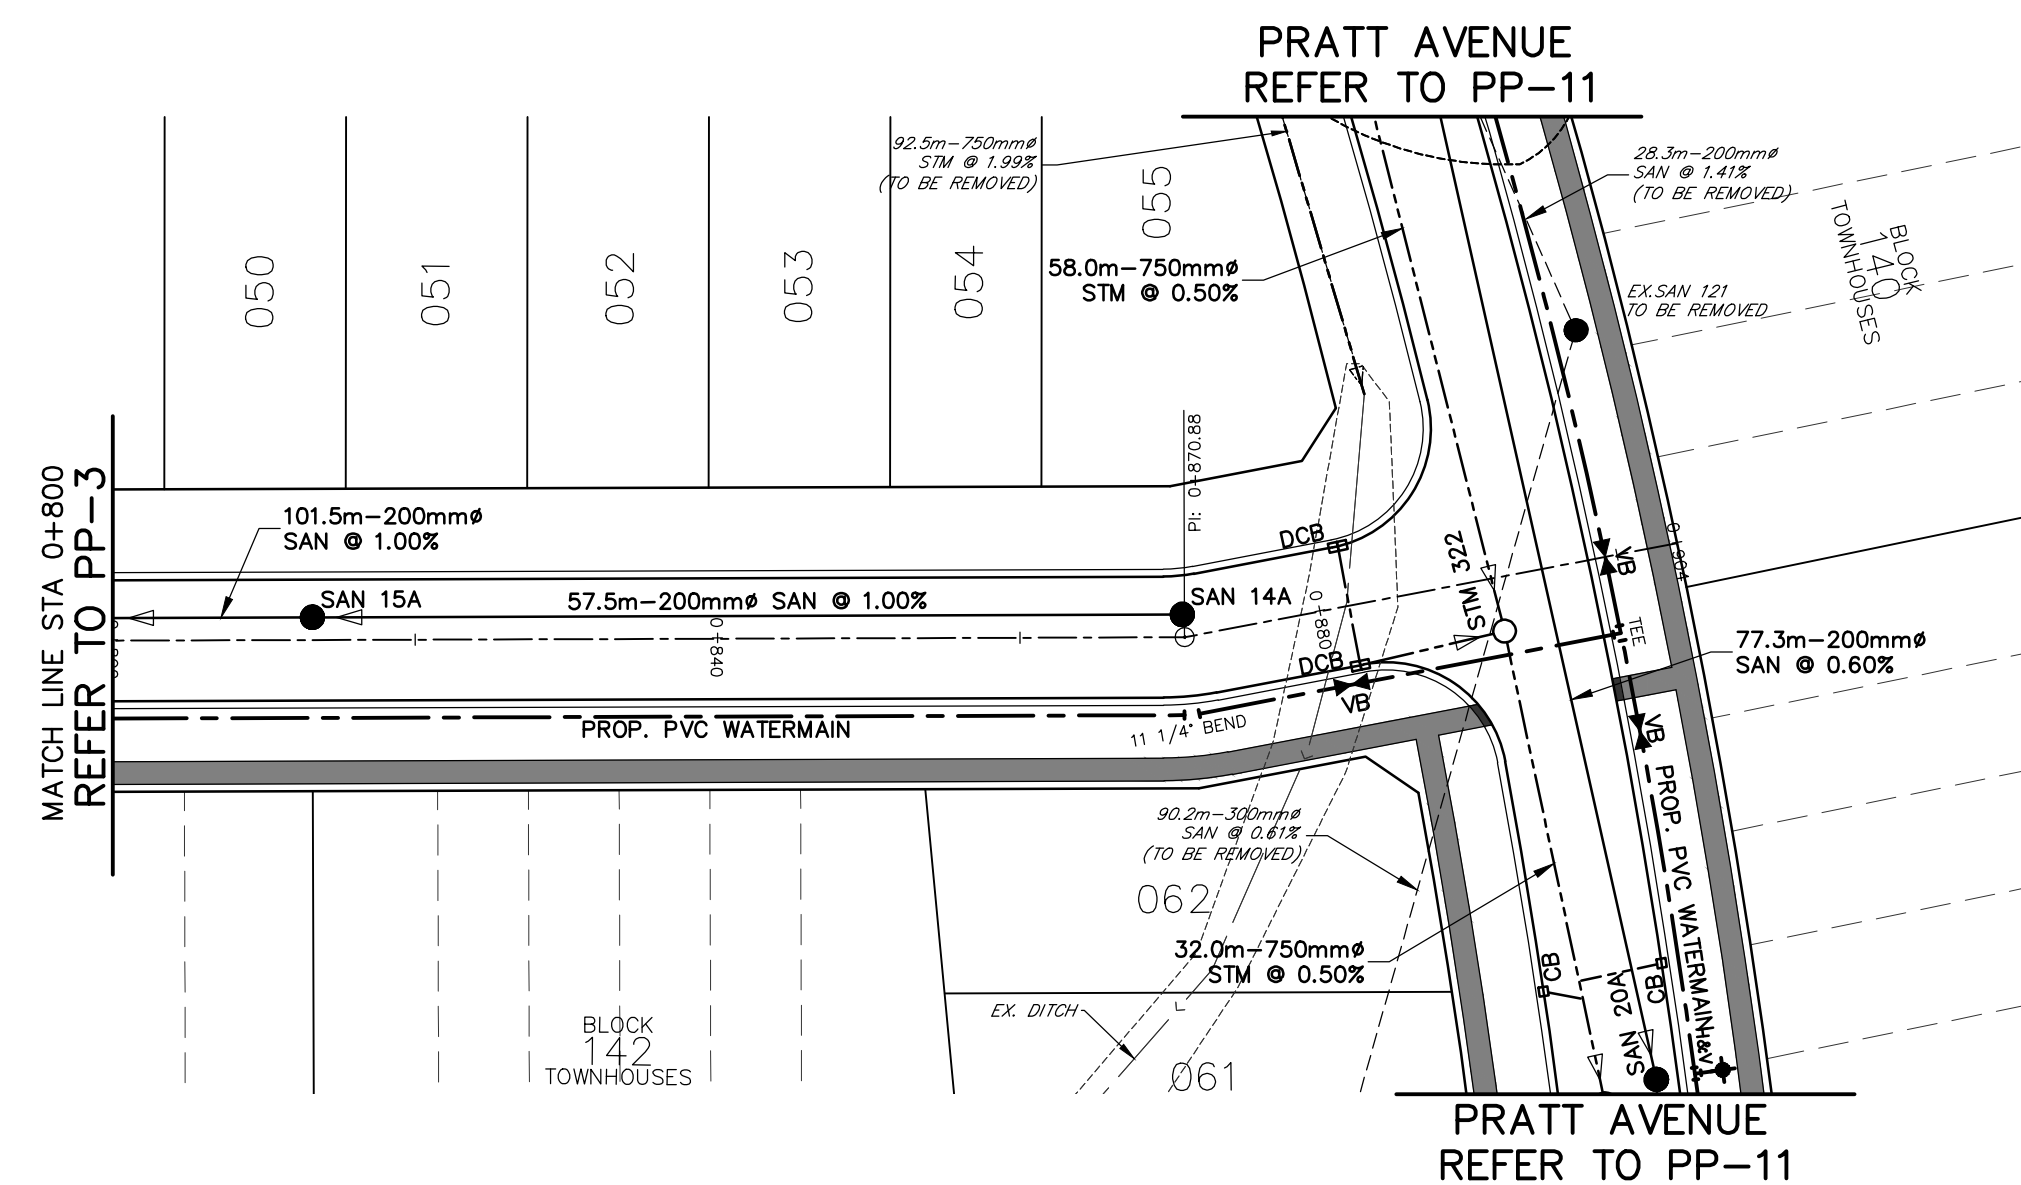 PRATT AVENUE
REFER TO PP-11
92.5m-750mmø
STM @ 1.99%
(TO BE REMOVED)
28.3m-200mmø
SAN @ 1.41%
(TO BE REMOVED)
050
051
052
053
054
055
58.0m-750mmø
STM @ 0.50%
BLOCK
140
TOWNHOUSES
EX.SAN 121
TO BE REMOVED
MATCH LINE STA 0+800
REFER TO PP-3
101.5m-200mmø
SAN @ 1.00%
SAN 15A
57.5m-200mmø SAN @ 1.00%
0+840
PI: 0+870.88
SAN 14A
DCB
0+880
DCB
VB
STM 322
VB
TEE
77.3m-200mmø
SAN @ 0.60%
VB
PROP. PVC WATERMAIN
11 1/4° BEND
PROP. PVC WATERMAIN
H&V
90.2m-300mmø
SAN @ 0.61%
(TO BE REMOVED)
062
32.0m-750mmø
STM @ 0.50%
EX. DITCH
061
CB
CB
SAN 20A
BLOCK
142
TOWNHOUSES
PRATT AVENUE
REFER TO PP-11